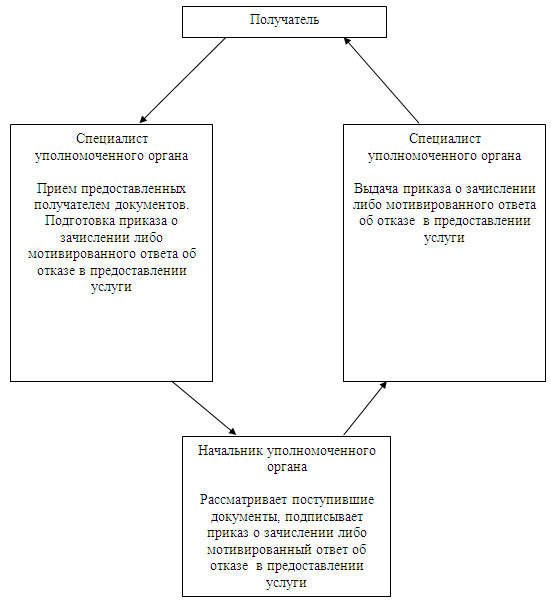 Получатель
Специалист
уполномоченного органа
Прием предоставленных
получателем документов.
Подготовка приказа о
зачислении либо
мотивированного ответа об
отказе в предоставлении
услуги
Специалист
уполномоченного органа
Выдача приказа о зачислении
либо мотивированного ответа
об отказе в предоставлении
услуги
Начальник уполномоченного
органа
Рассматривает поступившие
документы, подписывает
приказ о зачислении либо
мотивированный ответ об
отказе в предоставлении
услуги